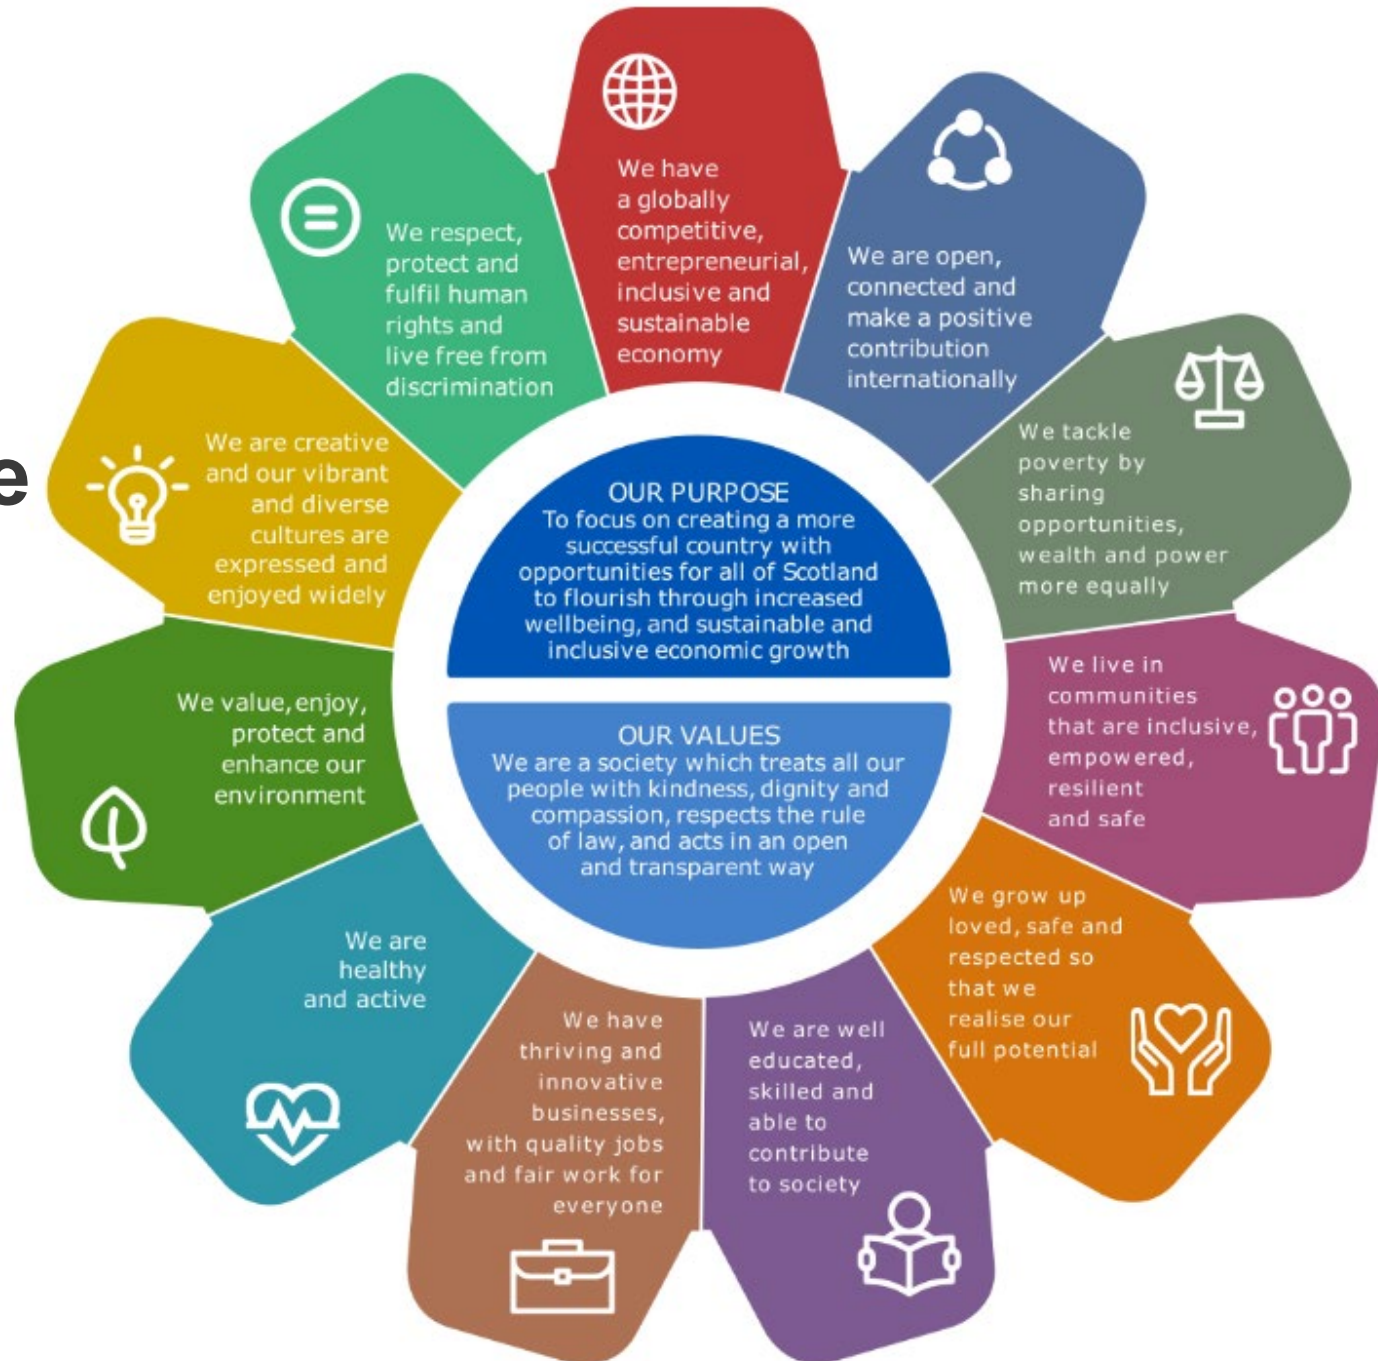 We have
a globally
competitive,
entrepreneurial,
inclusive and
sustainable
economy
We are open,
connected and
make a positive
contribution
internationally
We tackle
poverty by
sharing
opportunities,
wealth and power
more equally
We live in
communities
that are inclusive,
empowered,
resilient
and safe
We grow up
loved, safe and
respected so
that we
realise our
full potential
We are well
educated,
skilled and
able to
contribute
to society
We have
thriving and
innovative
businesses,
with quality jobs
and fair work for
everyone
We are
healthy
and active
We value, enjoy,
protect and
enhance our
environment
We are creative
and our vibrant
and diverse
cultures are
expressed and
enjoyed widely
We respect,
protect and
fulfil human
rights and
live free from
discrimination
OUR PURPOSE
To focus on creating a more
successful country with
opportunities for all of Scotland
to flourish through increased
wellbeing, and sustainable and
inclusive economic growth
OUR VALUES
We are a society which treats all our
people with kindness, dignity and
compassion, respects the rule
of law, and acts in an open
and transparent way
e